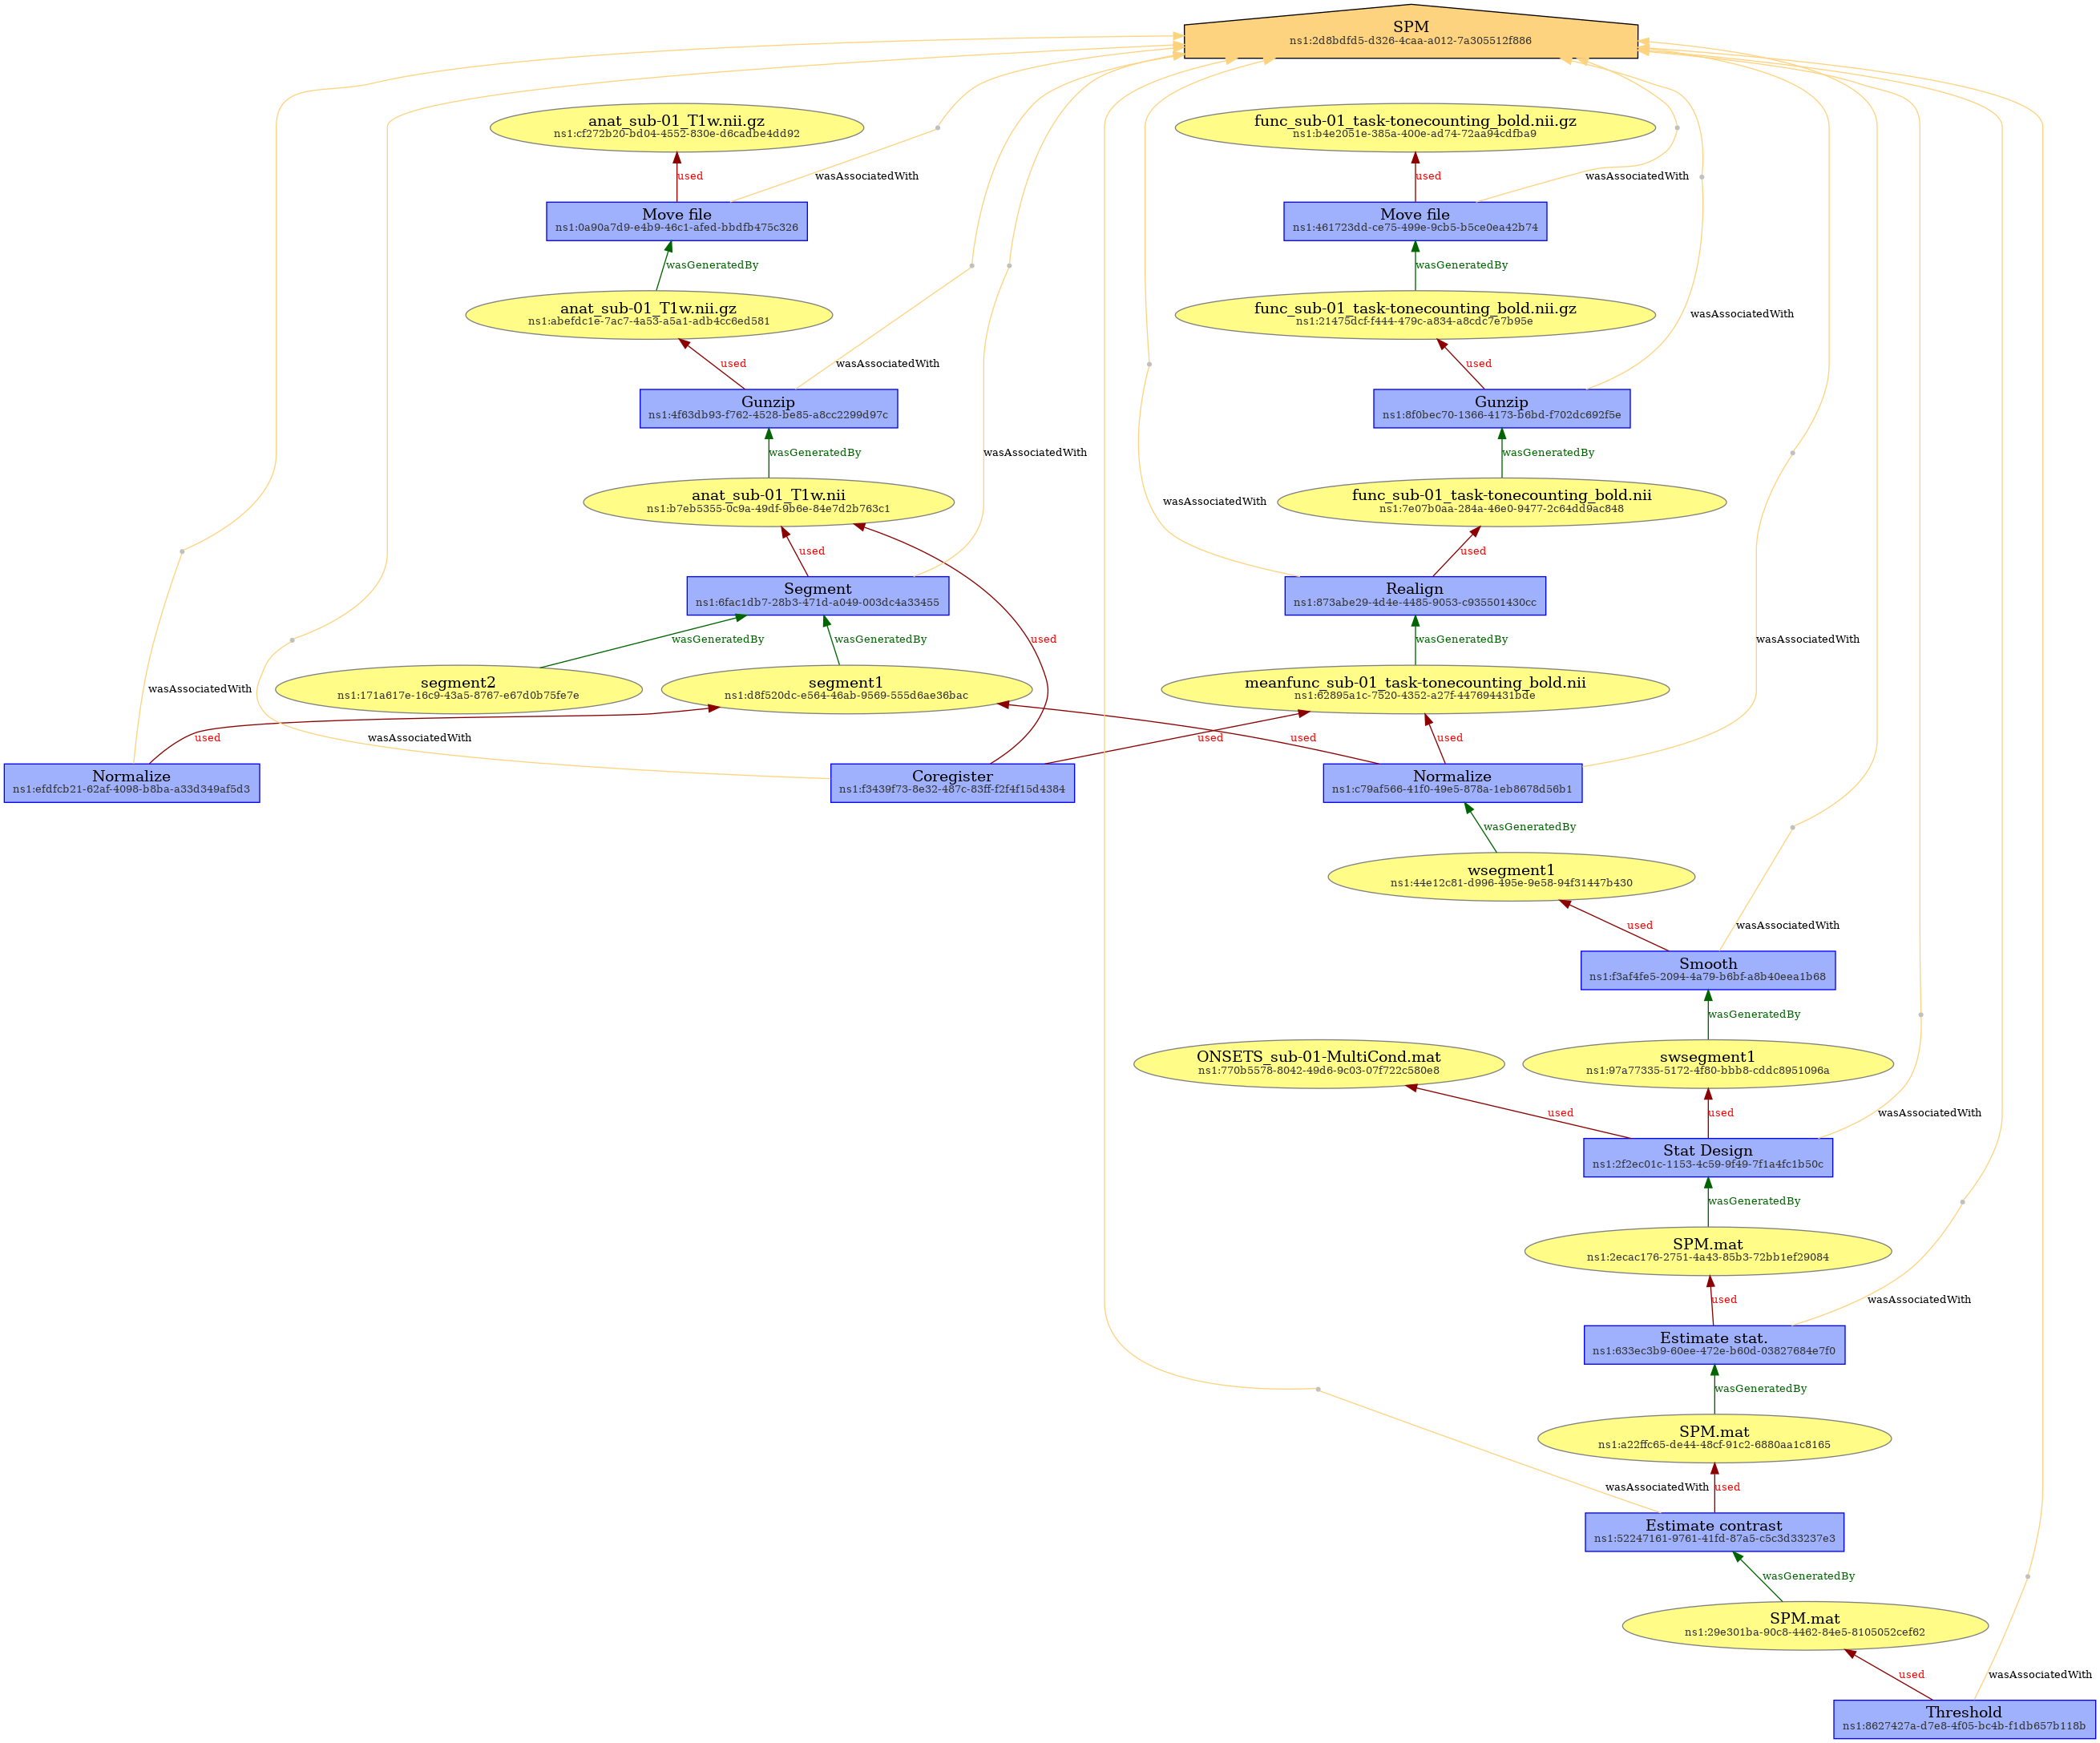 SPM
ns1:2d8bdfd5-d326-4caa-a012-7a305512f886
anat_sub-01_T1w.nii.gz
ns1:cf272b20-bd04-4552-830e-d6cadbe4dd92
func_sub-01_task-tonecounting_bold.nii.gz
ns1:b4e2051e-385a-400e-ad74-72aa94cdfba9
used
wasAssociatedWith
used
wasAssociatedWith
Move file
ns1:0a90a7d9-e4b9-46c1-afed-bbdfb475c326
Move file
ns1:461723dd-ce75-499e-9cb5-b5ce0ea42b74
wasGeneratedBy
wasGeneratedBy
anat_sub-01_T1w.nii.gz
ns1:abefdc1e-7ac7-4a53-a5a1-adb4cc6ed581
func_sub-01_task-tonecounting_bold.nii.gz
ns1:21475dcf-f444-479c-a834-a8cdc7e7b95e
wasAssociatedWith
used
wasAssociatedWith
used
Gunzip
ns1:4f63db93-f762-4528-be85-a8cc2299d97c
Gunzip
ns1:8f0bec70-1366-4173-b6bd-f702dc692f5e
wasGeneratedBy
wasAssociatedWith
wasGeneratedBy
anat_sub-01_T1w.nii
ns1:b7eb5355-0c9a-49df-9b6e-84e7d2b763c1
wasAssociatedWith
func_sub-01_task-tonecounting_bold.nii
ns1:7e07b0aa-284a-46e0-9477-2c64dd9ac848
used
used
Segment
ns1:6fac1db7-28b3-471d-a049-003dc4a33455
Realign
ns1:873abe29-4d4e-4485-9053-c935501430cc
wasGeneratedBy
wasGeneratedBy
used
wasGeneratedBy
wasAssociatedWith
wasAssociatedWith
segment2
ns1:171a617e-16c9-43a5-8767-e67d0b75fe7e
segment1
ns1:d8f520dc-e564-46ab-9569-555d6ae36bac
meanfunc_sub-01_task-tonecounting_bold.nii
ns1:62895a1c-7520-4352-a27f-447694431bde
used
wasAssociatedWith
used
used
used
Normalize
ns1:efdfcb21-62af-4098-b8ba-a33d349af5d3
Coregister
ns1:f3439f73-8e32-487c-83ff-f2f4f15d4384
Normalize
ns1:c79af566-41f0-49e5-878a-1eb8678d56b1
wasGeneratedBy
wsegment1
ns1:44e12c81-d996-495e-9e58-94f31447b430
used
wasAssociatedWith
Smooth
ns1:f3af4fe5-2094-4a79-b6bf-a8b40eea1b68
wasGeneratedBy
ONSETS_sub-01-MultiCond.mat
ns1:770b5578-8042-49d6-9c03-07f722c580e8
swsegment1
ns1:97a77335-5172-4f80-bbb8-cddc8951096a
used
used
wasAssociatedWith
Stat Design
ns1:2f2ec01c-1153-4c59-9f49-7f1a4fc1b50c
wasGeneratedBy
SPM.mat
ns1:2ecac176-2751-4a43-85b3-72bb1ef29084
used
wasAssociatedWith
Estimate stat.
ns1:633ec3b9-60ee-472e-b60d-03827684e7f0
wasGeneratedBy
SPM.mat
ns1:a22ffc65-de44-48cf-91c2-6880aa1c8165
wasAssociatedWith
used
Estimate contrast
ns1:52247161-9761-41fd-87a5-c5c3d33237e3
wasGeneratedBy
SPM.mat
ns1:29e301ba-90c8-4462-84e5-8105052cef62
used
wasAssociatedWith
Threshold
ns1:8627427a-d7e8-4f05-bc4b-f1db657b118b